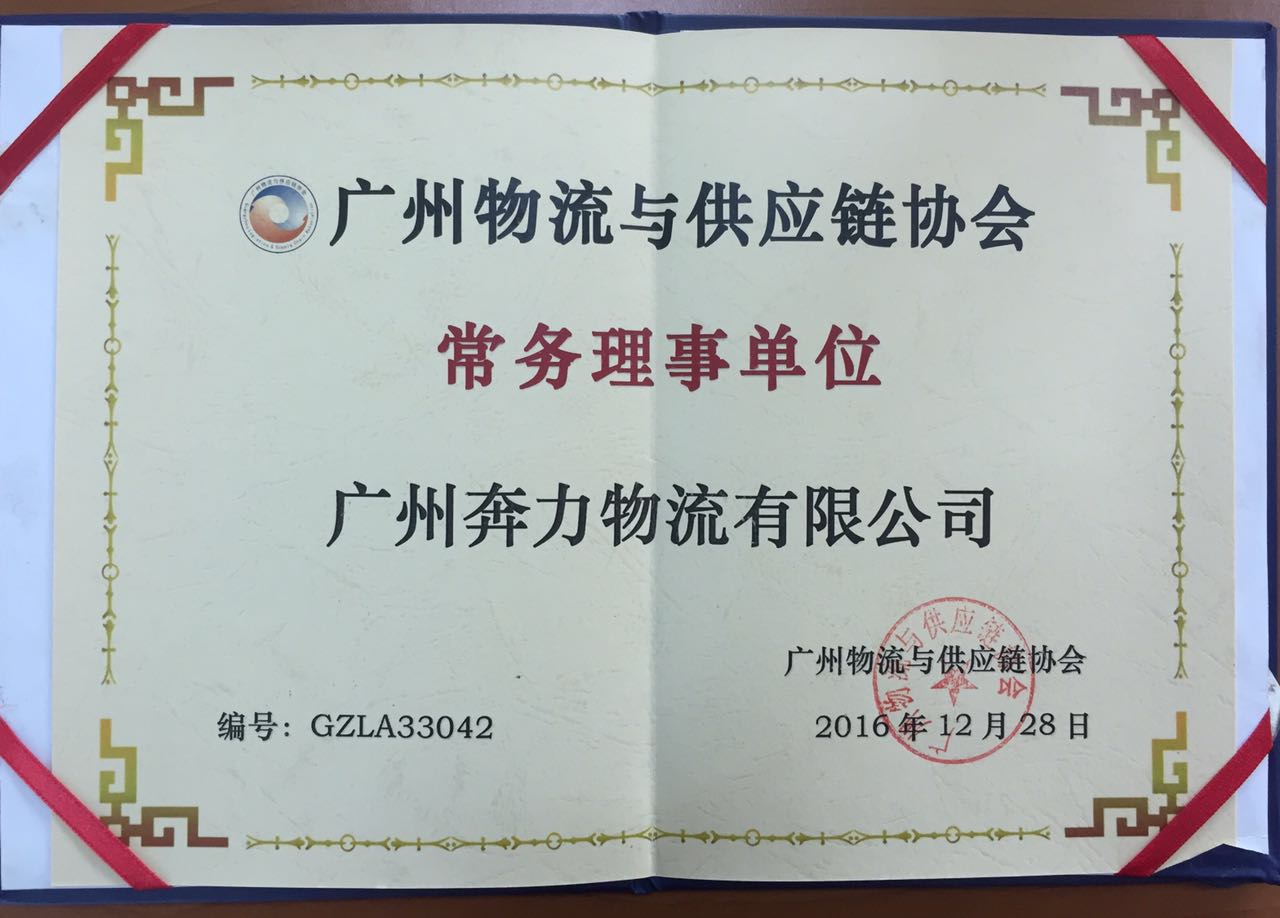 广州物流与供应链协会
常务理事单位
广州奔力物流有限公司
广州物流与供应链协会
编号：GZLA33042
2016年12月28日